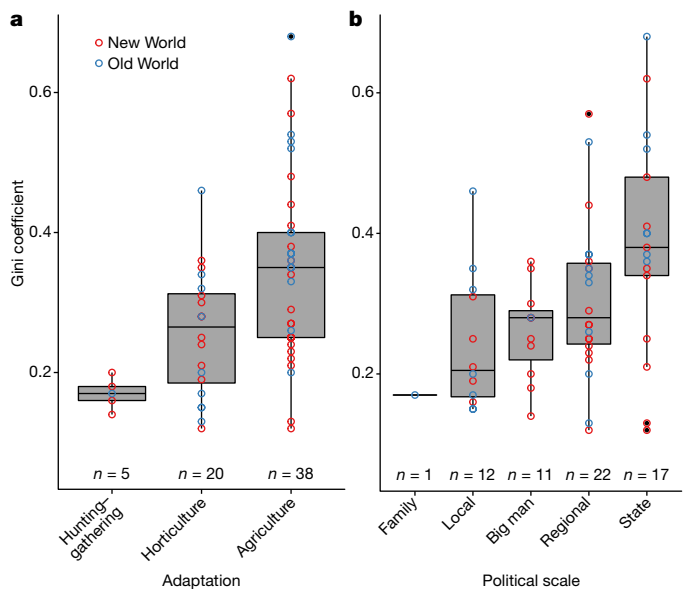 a
New World
Old World
Gini coefficient
0.6
0.4
0.2
n = 5
n = 20
n = 38
Hunting–
gathering
Horticulture
Agriculture
Adaptation
b
0.6
0.4
0.2
n = 1
n = 12
n = 11
n = 22
n = 17
Family
Local
Big man
Regional
State
Political scale